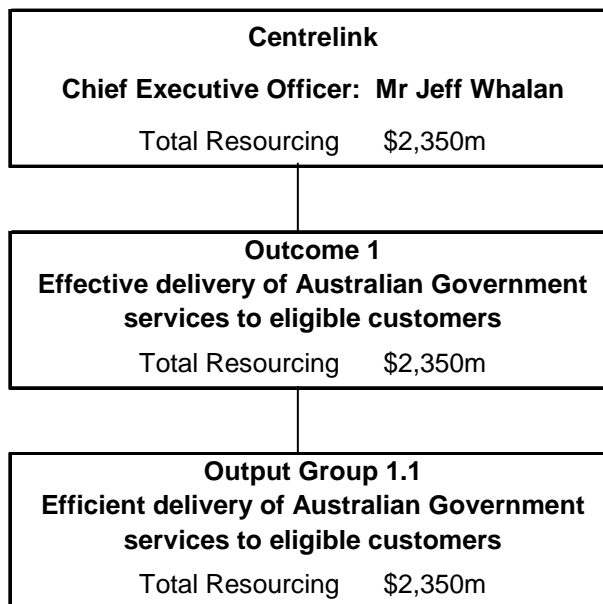 Centrelink
Chief Executive Officer: Mr Jeff Whalan
Total Resourcing $2,350m
Outcome 1
Effective delivery of Australian Government
services to eligible customers
Total Resourcing $2,350m
Output Group 1.1
Efficient delivery of Australian Government
services to eligible customers
Total Resourcing $2,350m